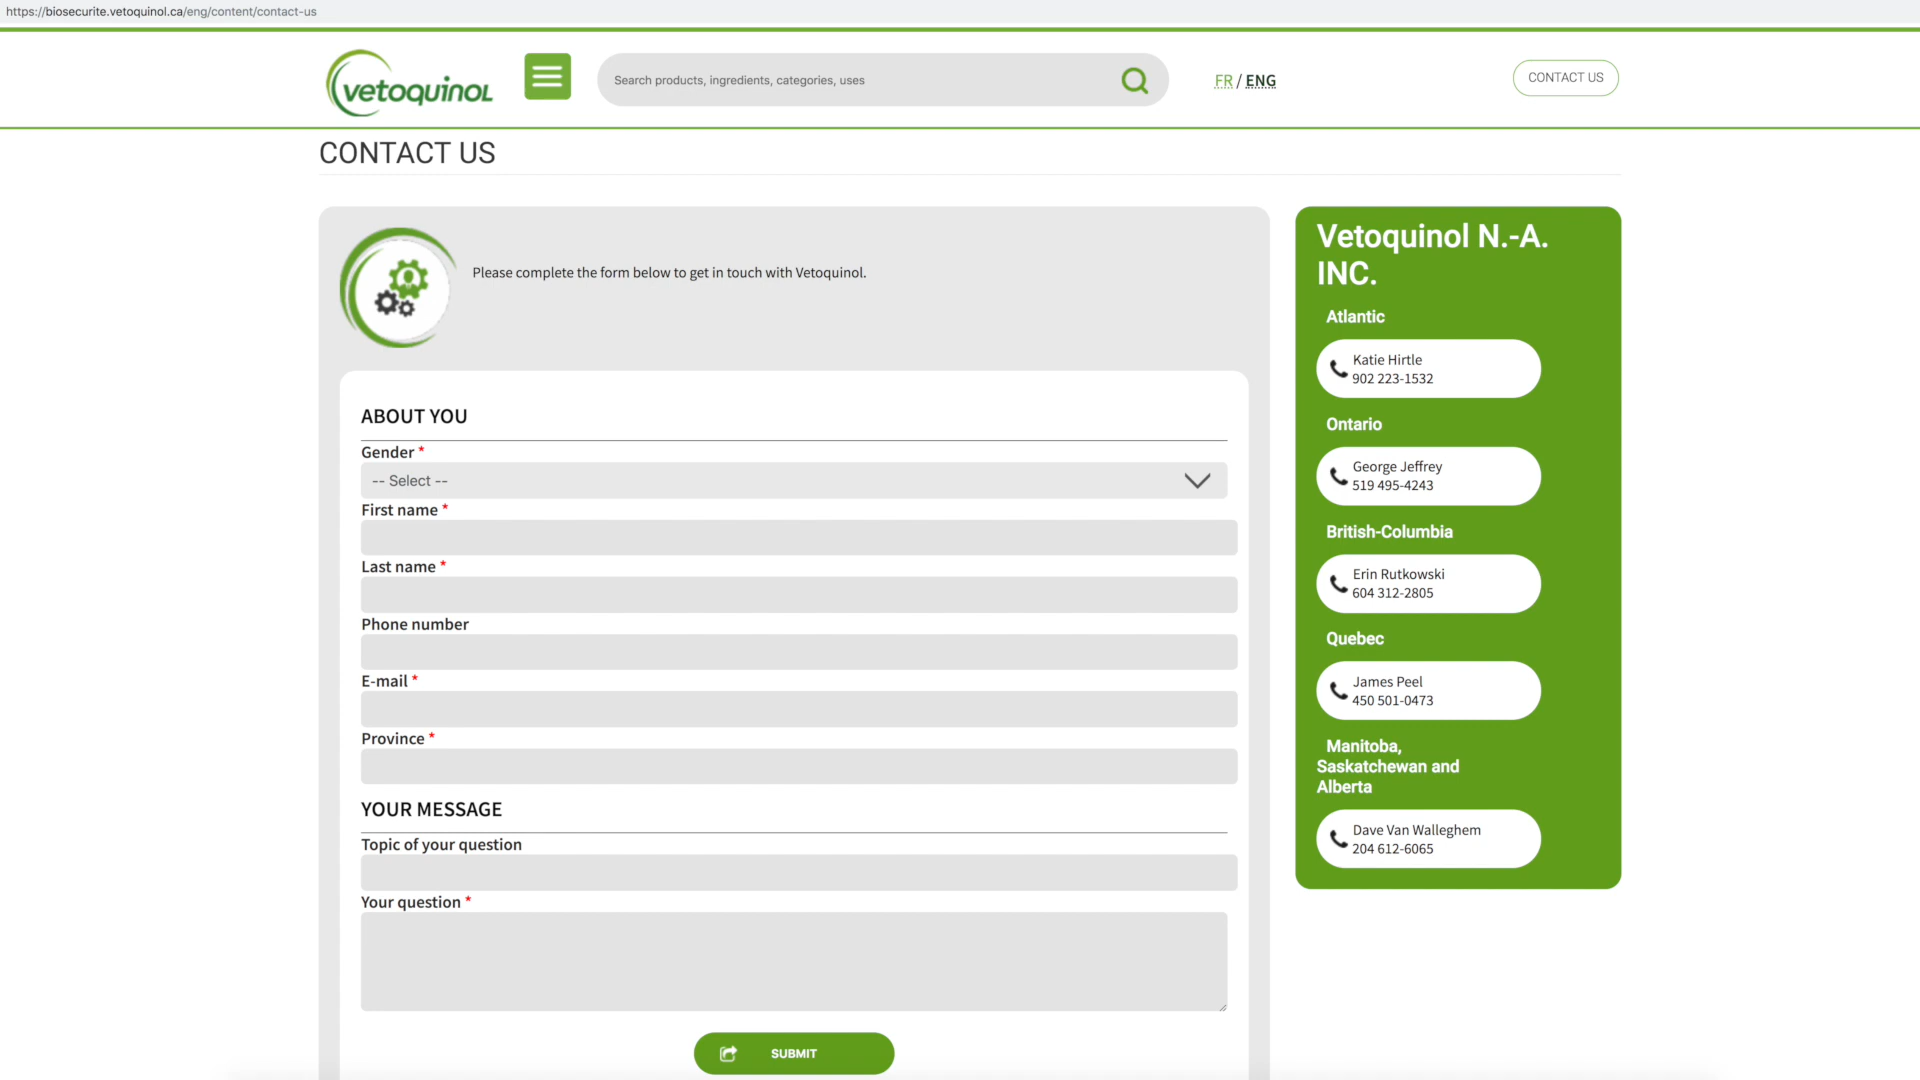 https://biosecurite.vetoquinol.ca/eng/content/contact-us
vetoquinol
Search products, ingredients, categories, uses
FR / ENG
CONTACT US
CONTACT US
Please complete the form below to get in touch with Vetoquinol.
ABOUT YOU
Gender *
-- Select --
First name *
Last name *
Phone number
E-mail *
Province *
YOUR MESSAGE
Topic of your question
Your question *
SUBMIT
Vetoquinol N.-A.
INC.
Atlantic
Katie Hirtle
902 223-1532
Ontario
George Jeffrey
519 495-4243
British-Columbia
Erin Rutkowski
604 312-2805
Quebec
James Peel
450 501-0473
Manitoba,
Saskatchewan and
Alberta
Dave Van Walleghem
204 612-6065